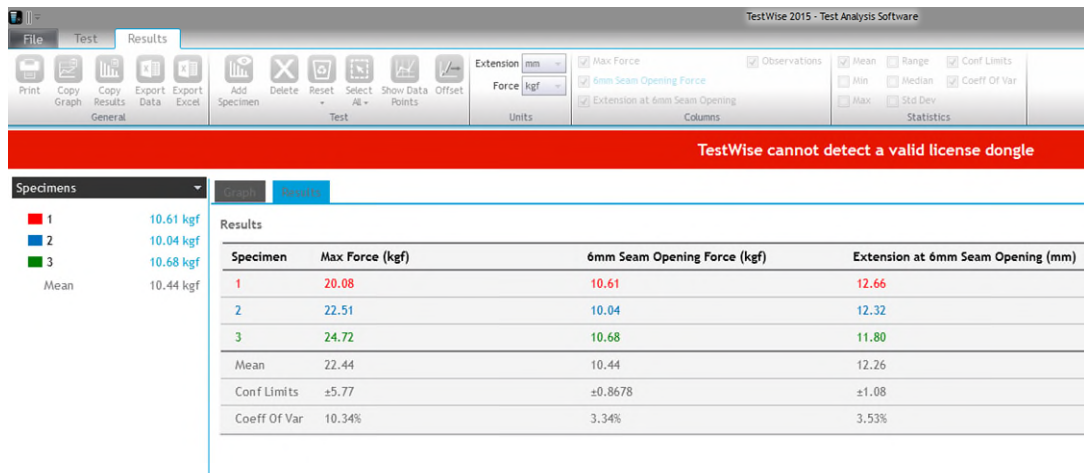 TestWise 2015 - Test Analysis Software
File Test Results
Print Copy Graph Copy Results Export Data Export Excel
General
Add Specimen Delete Reset Select All Show Data Points Offset
Test
Extension mm
Force kgf
Units
Max Force Observations
6mm Seam Opening Force
Extension at 6mm Seam Opening
Columns
Mean Range Conf Limits
Min Median Coeff Of Var
Max Std Dev
Statistics
TestWise cannot detect a valid license dongle
Specimens
1 10.61 kgf
2 10.04 kgf
3 10.68 kgf
Mean 10.44 kgf
Graph Results
Results
Specimen Max Force (kgf) 6mm Seam Opening Force (kgf) Extension at 6mm Seam Opening (mm)
1 20.08 10.61 12.66
2 22.51 10.04 12.32
3 24.72 10.68 11.80
Mean 22.44 10.44 12.26
Conf Limits ±5.77 ±0.8678 ±1.08
Coeff Of Var 10.34% 3.34% 3.53%